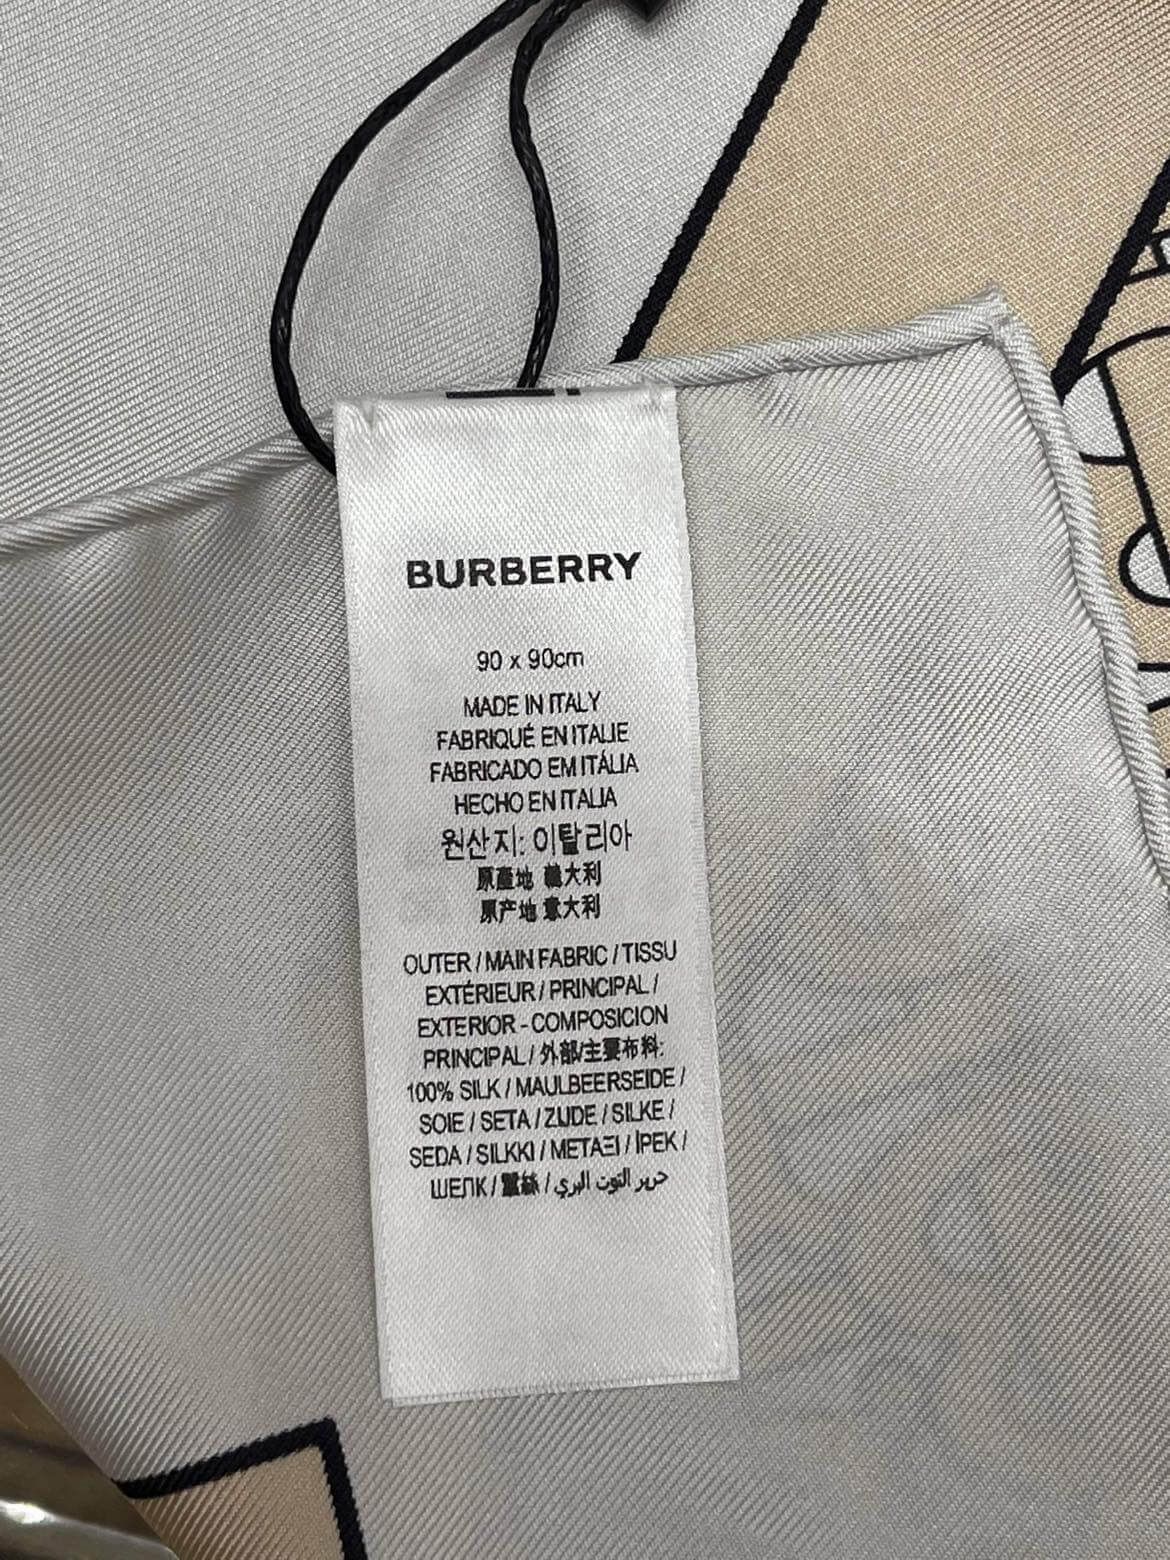 BURBERRY
90 x 90cm
MADE IN ITALY
FABRIQUÉ EN ITALIE
FABRICADO EM ITÁLIA
HECHO EN ITALIA
원산지: 이탈리아
原產地 義大利
原产地 意大利
OUTER / MAIN FABRIC / TISSU
EXTÉRIEUR / PRINCIPAL /
EXTERIOR - COMPOSICION
PRINCIPAL / 外部/主要布料:
100% SILK / MAULBEERSEIDE /
SOIE / SETA / ZIJDE / SILKE /
SEDA / SILKKI / ΜΕΤΑΞΙ / İPEK /
ШЕЛК / 蠶絲 / حرير التوت البري